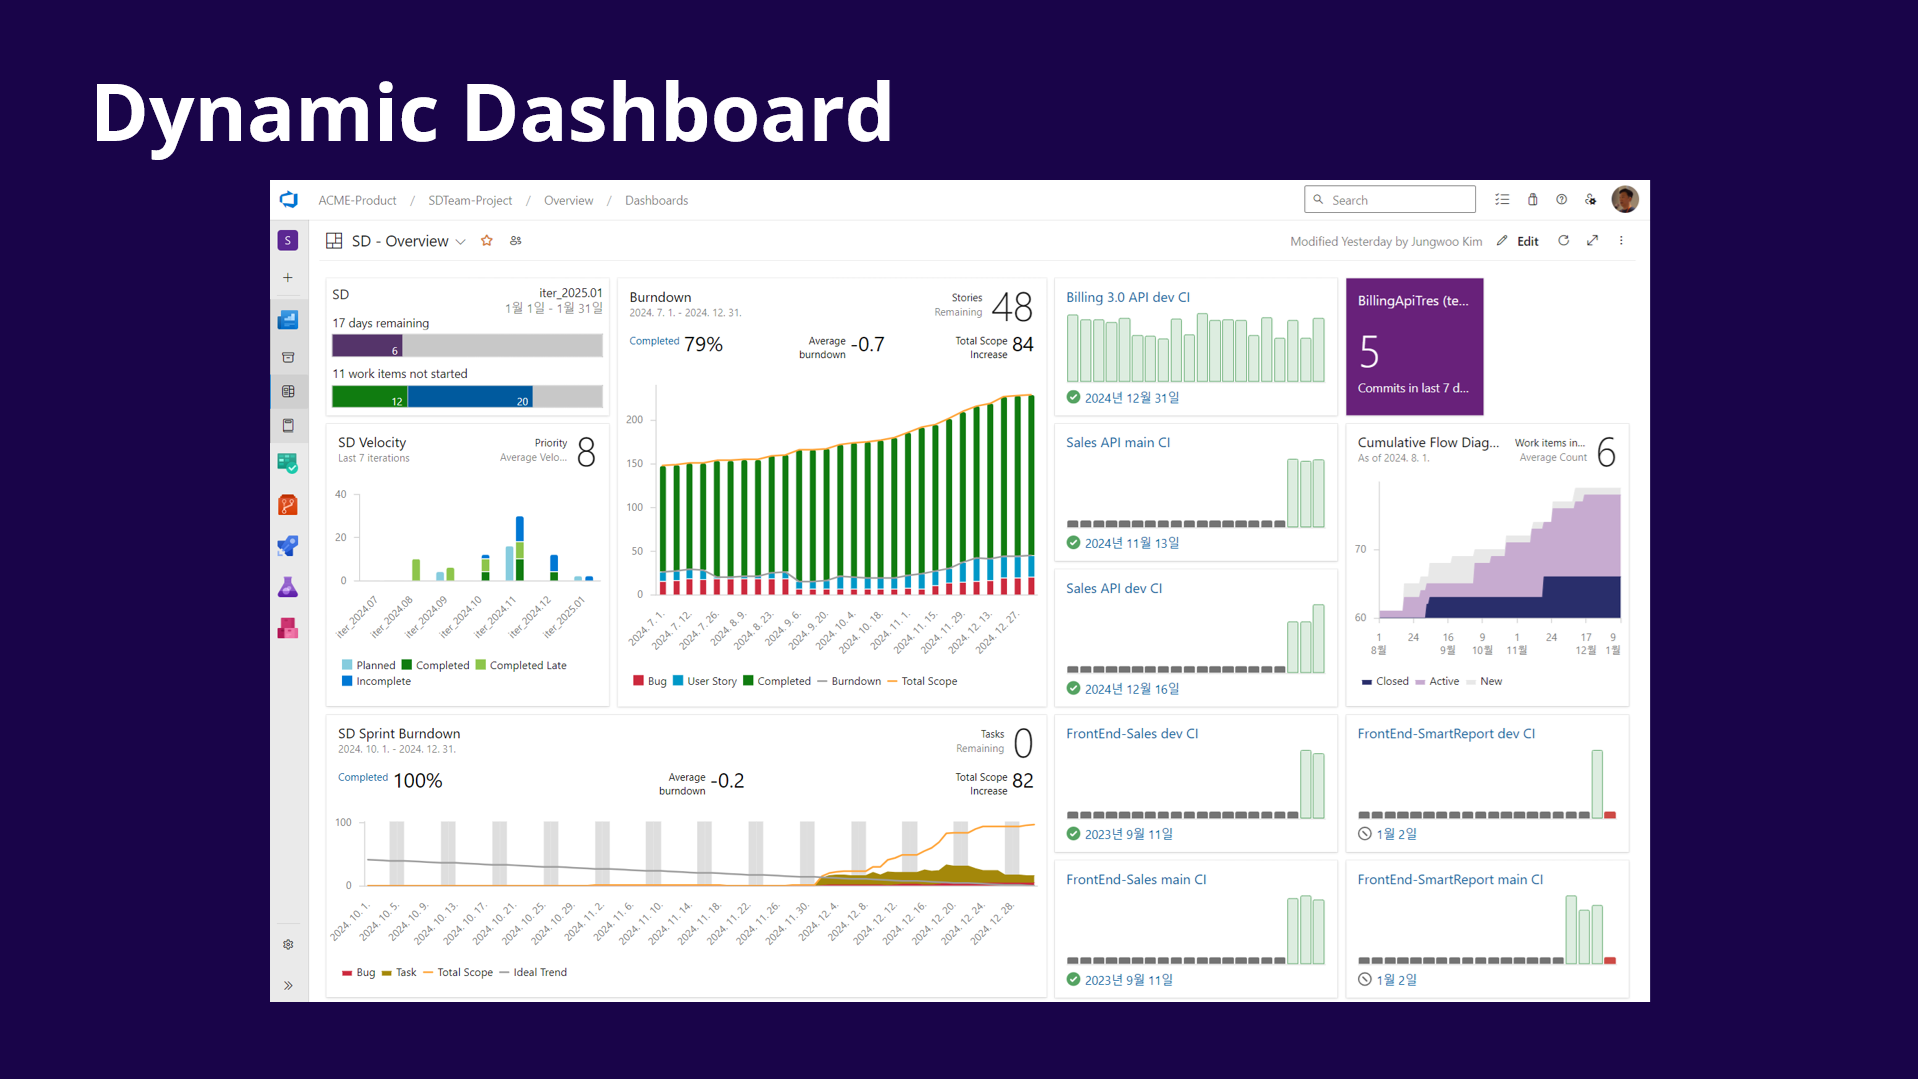 Dynamic Dashboard
ACME-Product / SDTeam-Project / Overview / Dashboards
Search
S
SD - Overview
Modified Yesterday by Jungwoo Kim
Edit
SD
iter_2025.01
1월 1일 - 1월 31일
17 days remaining
6
11 work items not started
12
20
Burndown
2024. 7. 1. - 2024. 12. 31.
Stories
Remaining
48
Completed 79%
Average
burndown
-0.7
Total Scope
Increase
84
200
150
100
50
0
2024. 7. 1.
2024. 7. 12.
2024. 7. 26.
2024. 8. 9.
2024. 8. 23.
2024. 9. 6.
2024. 9. 20.
2024. 10. 4.
2024. 10. 18.
2024. 11. 1.
2024. 11. 15.
2024. 11. 29.
2024. 12. 13.
2024. 12. 27.
Bug User Story Completed Burndown Total Scope
Billing 3.0 API dev CI
2024년 12월 31일
BillingApiTres (te...
5
Commits in last 7 d...
SD Velocity
Last 7 iterations
Priority
Average Velo...
8
40
20
0
iter_2024.07
iter_2024.08
iter_2024.09
iter_2024.10
iter_2024.11
iter_2024.12
iter_2025.01
Planned Completed Completed Late
Incomplete
Sales API main CI
2024년 11월 13일
Sales API dev CI
2024년 12월 16일
Cumulative Flow Diag...
As of 2024. 8. 1.
Work items in...
Average Count
6
70
60
1 24 16 9 1 24 17 9
8월 9월 10월 11월 12월 1월
Closed Active New
SD Sprint Burndown
2024. 10. 1. - 2024. 12. 31.
Tasks
Remaining
0
Completed 100%
Average
burndown
-0.2
Total Scope
Increase
82
100
0
2024. 10. 1.
2024. 10. 5.
2024. 10. 9.
2024. 10. 13.
2024. 10. 17.
2024. 10. 21.
2024. 10. 25.
2024. 10. 29.
2024. 11. 2.
2024. 11. 6.
2024. 11. 10.
2024. 11. 14.
2024. 11. 18.
2024. 11. 22.
2024. 11. 26.
2024. 11. 30.
2024. 12. 4.
2024. 12. 8.
2024. 12. 12.
2024. 12. 16.
2024. 12. 20.
2024. 12. 24.
2024. 12. 28.
Bug Task Total Scope Ideal Trend
FrontEnd-Sales dev CI
2023년 9월 11일
FrontEnd-SmartReport dev CI
1월 2일
FrontEnd-Sales main CI
2023년 9월 11일
FrontEnd-SmartReport main CI
1월 2일